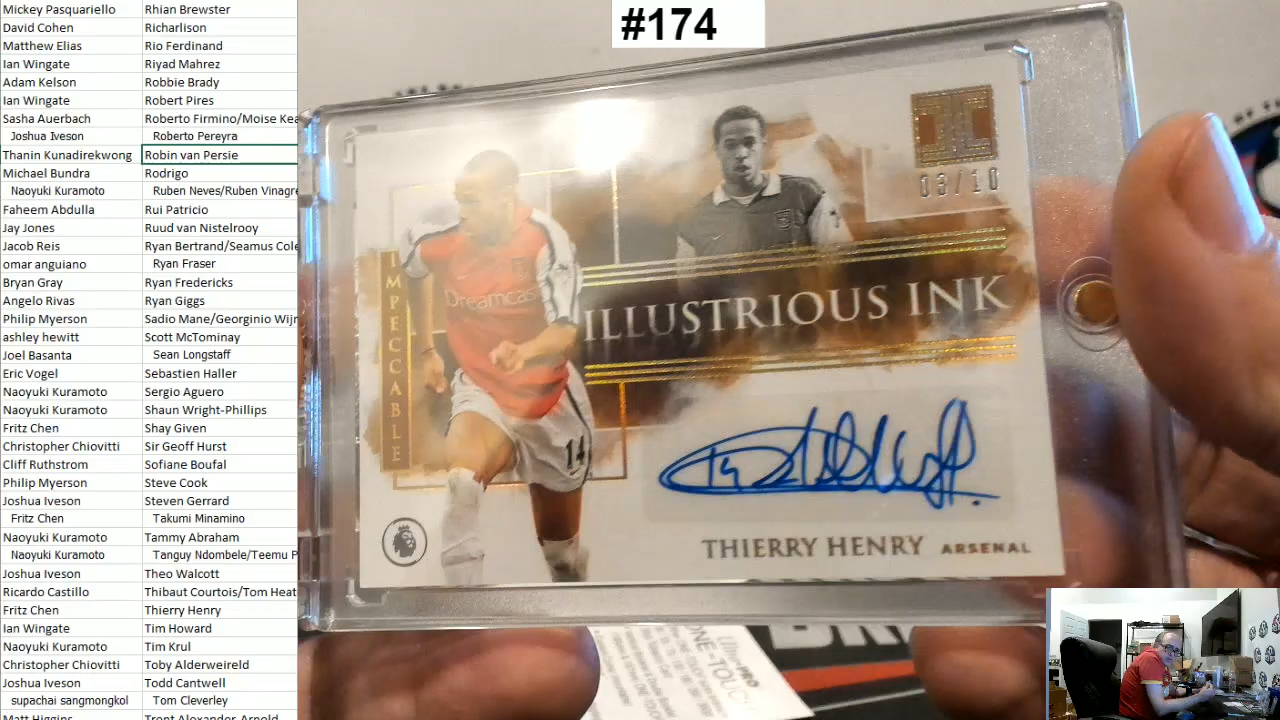 #174
Mickey Pasquariello Rhian Brewster
David Cohen Richarlison
Matthew Elias Rio Ferdinand
Ian Wingate Riyad Mahrez
Adam Kelson Robbie Brady
Ian Wingate Robert Pires
Sasha Auerbach Roberto Firmino/Moise Kea
Joshua Iveson Roberto Pereyra
Thanin Kunadirekwong Robin van Persie
Michael Bundra Rodrigo
Naoyuki Kuramoto Ruben Neves/Ruben Vinagre
Faheem Abdulla Rui Patricio
Jay Jones Ruud van Nistelrooy
Jacob Reis Ryan Bertrand/Seamus Cole
omar anguiano Ryan Fraser
Bryan Gray Ryan Fredericks
Angelo Rivas Ryan Giggs
Philip Myerson Sadio Mane/Georginio Wijn
ashley hewitt Scott McTominay
Joel Basanta Sean Longstaff
Eric Vogel Sebastien Haller
Naoyuki Kuramoto Sergio Aguero
Naoyuki Kuramoto Shaun Wright-Phillips
Fritz Chen Shay Given
Christopher Chiovitti Sir Geoff Hurst
Cliff Ruthstrom Sofiane Boufal
Philip Myerson Steve Cook
Joshua Iveson Steven Gerrard
Fritz Chen Takumi Minamino
Naoyuki Kuramoto Tammy Abraham
Naoyuki Kuramoto Tanguy Ndombele/Teemu P
Joshua Iveson Theo Walcott
Ricardo Castillo Thibaut Courtois/Tom Heat
Fritz Chen Thierry Henry
Ian Wingate Tim Howard
Naoyuki Kuramoto Tim Krul
Christopher Chiovitti Toby Alderweireld
Joshua Iveson Todd Cantwell
supachai sangmongkol Tom Cleverley
Matt Higgins Trent Alexander-Arnold
03/10
IMPECCABLE
Dreamcast
ILLUSTRIOUS INK
14
THIERRY HENRY ARSENAL
ONE-TOUCH